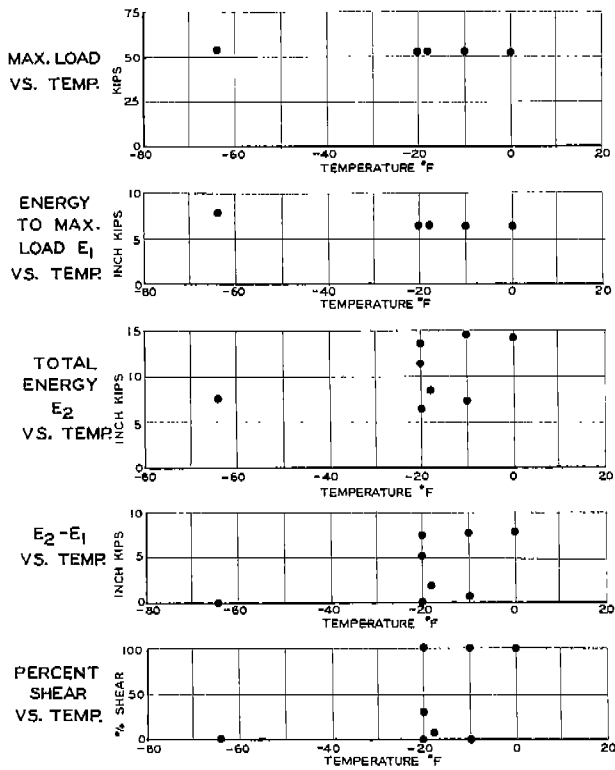 MAX. LOAD
VS. TEMP.
KIPS
75
50
25
0
-80 -60 -40 -20 0 20
TEMPERATURE °F
ENERGY
TO MAX.
LOAD E1
VS. TEMP.
INCH KIPS
10
5
0
-80 -60 -40 -20 0 20
TEMPERATURE °F
TOTAL
ENERGY
E2
VS. TEMP.
INCH KIPS
15
10
5
0
-80 -60 -40 -20 0 20
TEMPERATURE °F
E2-E1
VS. TEMP.
INCH KIPS
10
5
0
-80 -60 -40 -20 0 20
TEMPERATURE °F
PERCENT
SHEAR
VS. TEMP.
% SHEAR
100
50
0
-80 -60 -40 -20 0 20
TEMPERATURE °F